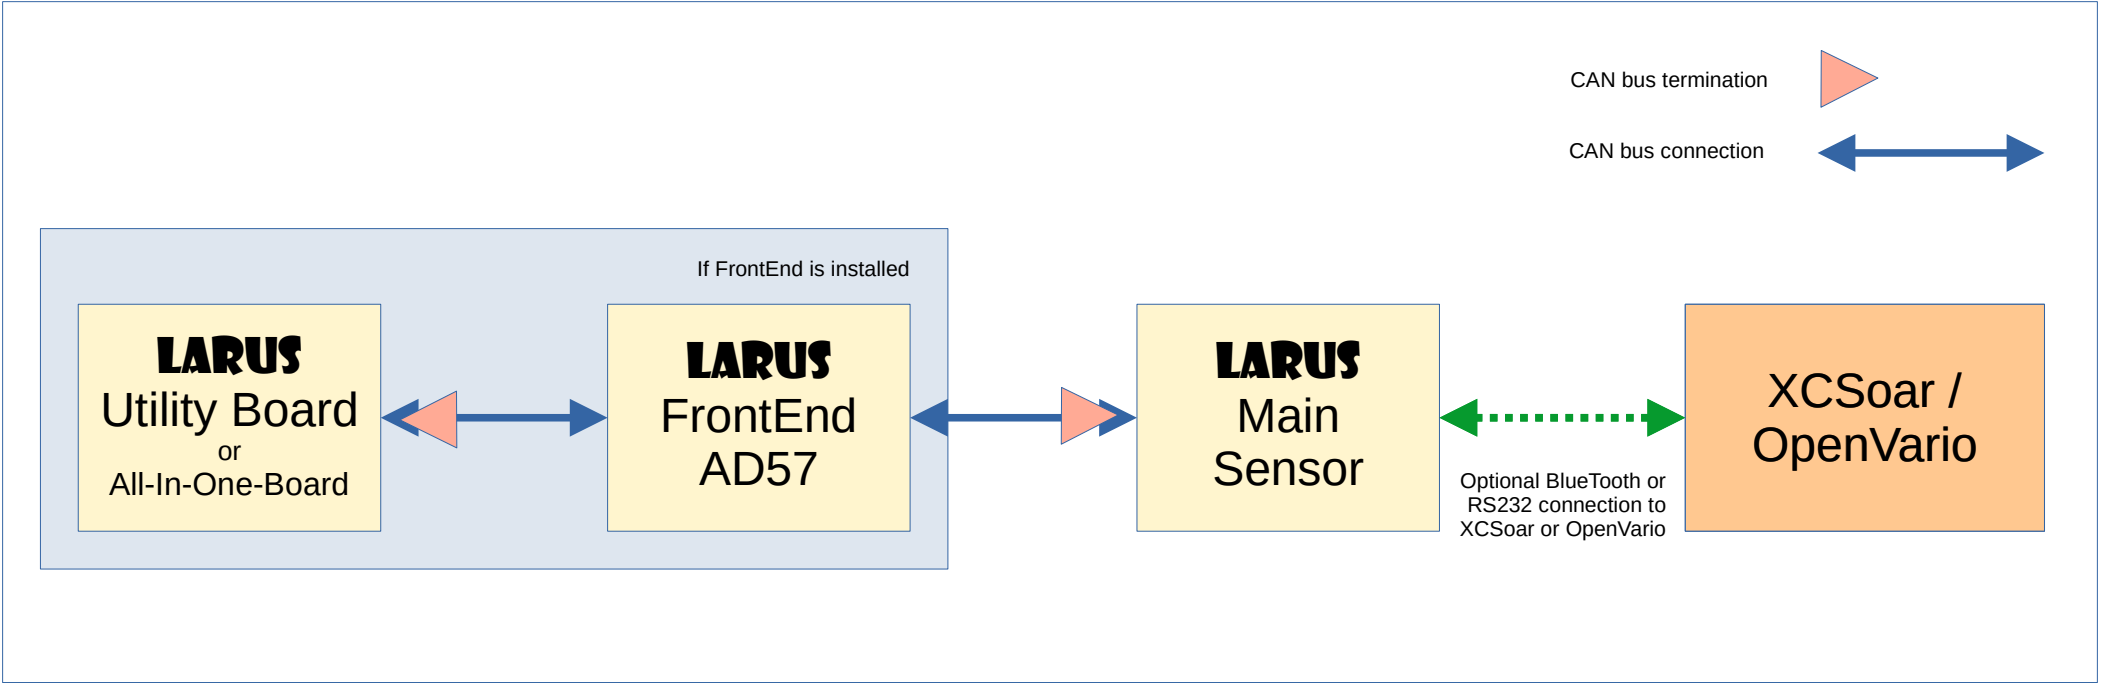 CAN bus termination
CAN bus connection
If FrontEnd is installed
LARUS
Utility Board
or
All-In-One-Board
LARUS
FrontEnd
AD57
LARUS
Main
Sensor
Optional BlueTooth or
RS232 connection to
XCSoar or OpenVario
XCSoar /
OpenVario